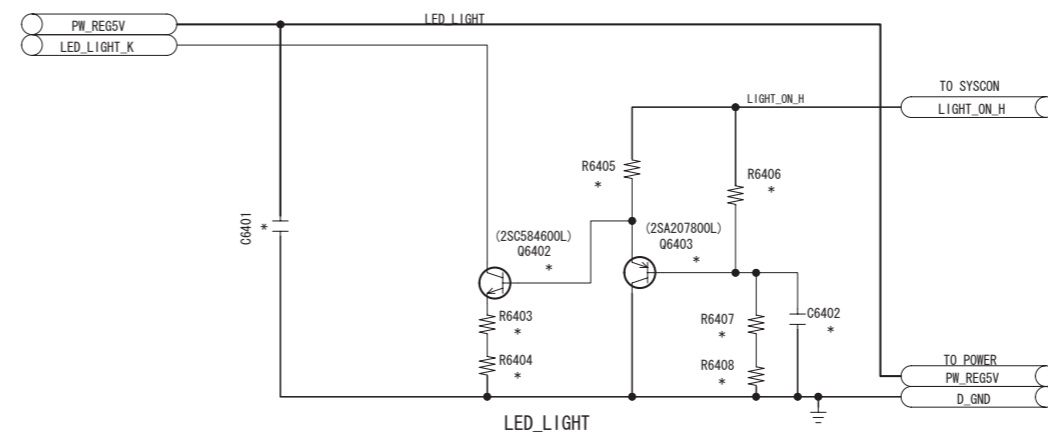 PW_REG5V
LED_LIGHT
LED_LIGHT_K
TO SYSCON
LIGHT_ON_H
LIGHT_ON_H
R6405
*
R6406
*
C6401
*
(2SC584600L)
Q6402
*
(2SA207800L)
Q6403
*
R6403
*
R6407
*
C6402
*
R6404
*
R6408
*
TO POWER
PW_REG5V
D_GND
LED_LIGHT